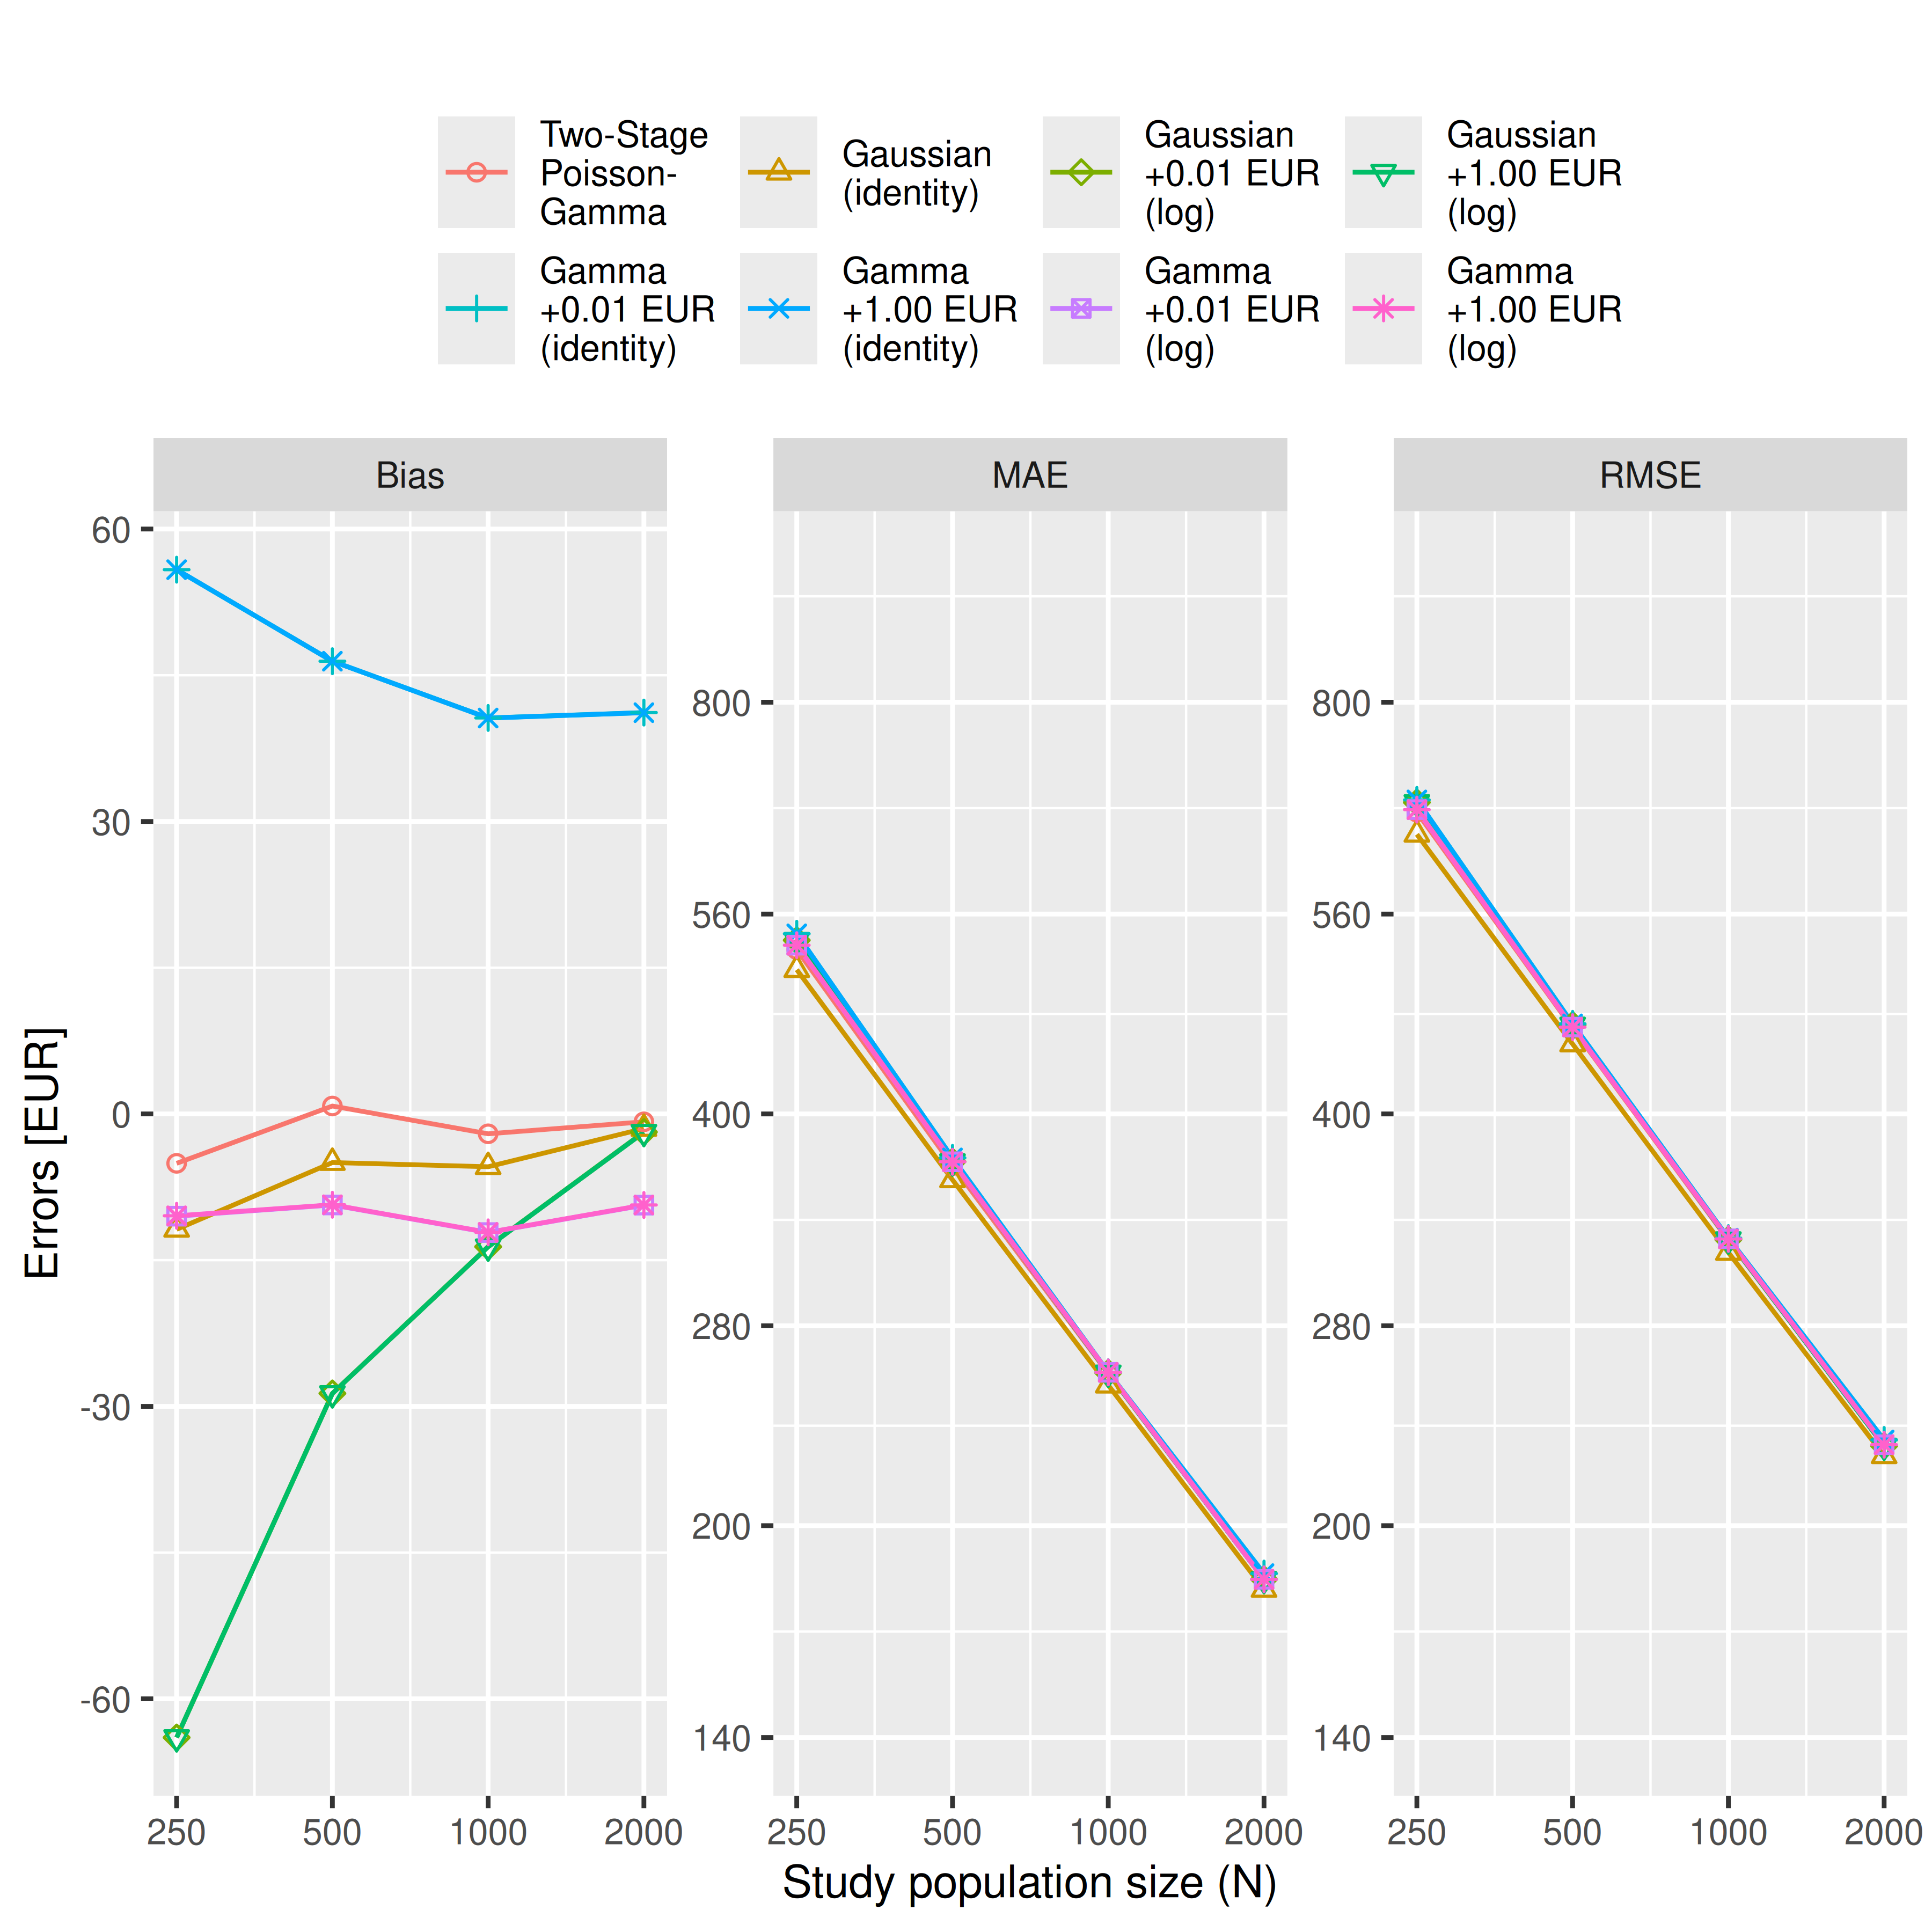 Two-Stage
Poisson-
Gamma
Gaussian
(identity)
Gaussian
+0.01 EUR
(log)
Gaussian
+1.00 EUR
(log)
Gamma
+0.01 EUR
(identity)
Gamma
+1.00 EUR
(identity)
Gamma
+0.01 EUR
(log)
Gamma
+1.00 EUR
(log)
Errors [EUR]
Bias
60
30
0
-30
-60
250 500 1000 2000
MAE
800
560
400
280
200
140
250 500 1000 2000
RMSE
800
560
400
280
200
140
250 500 1000 2000
Study population size (N)